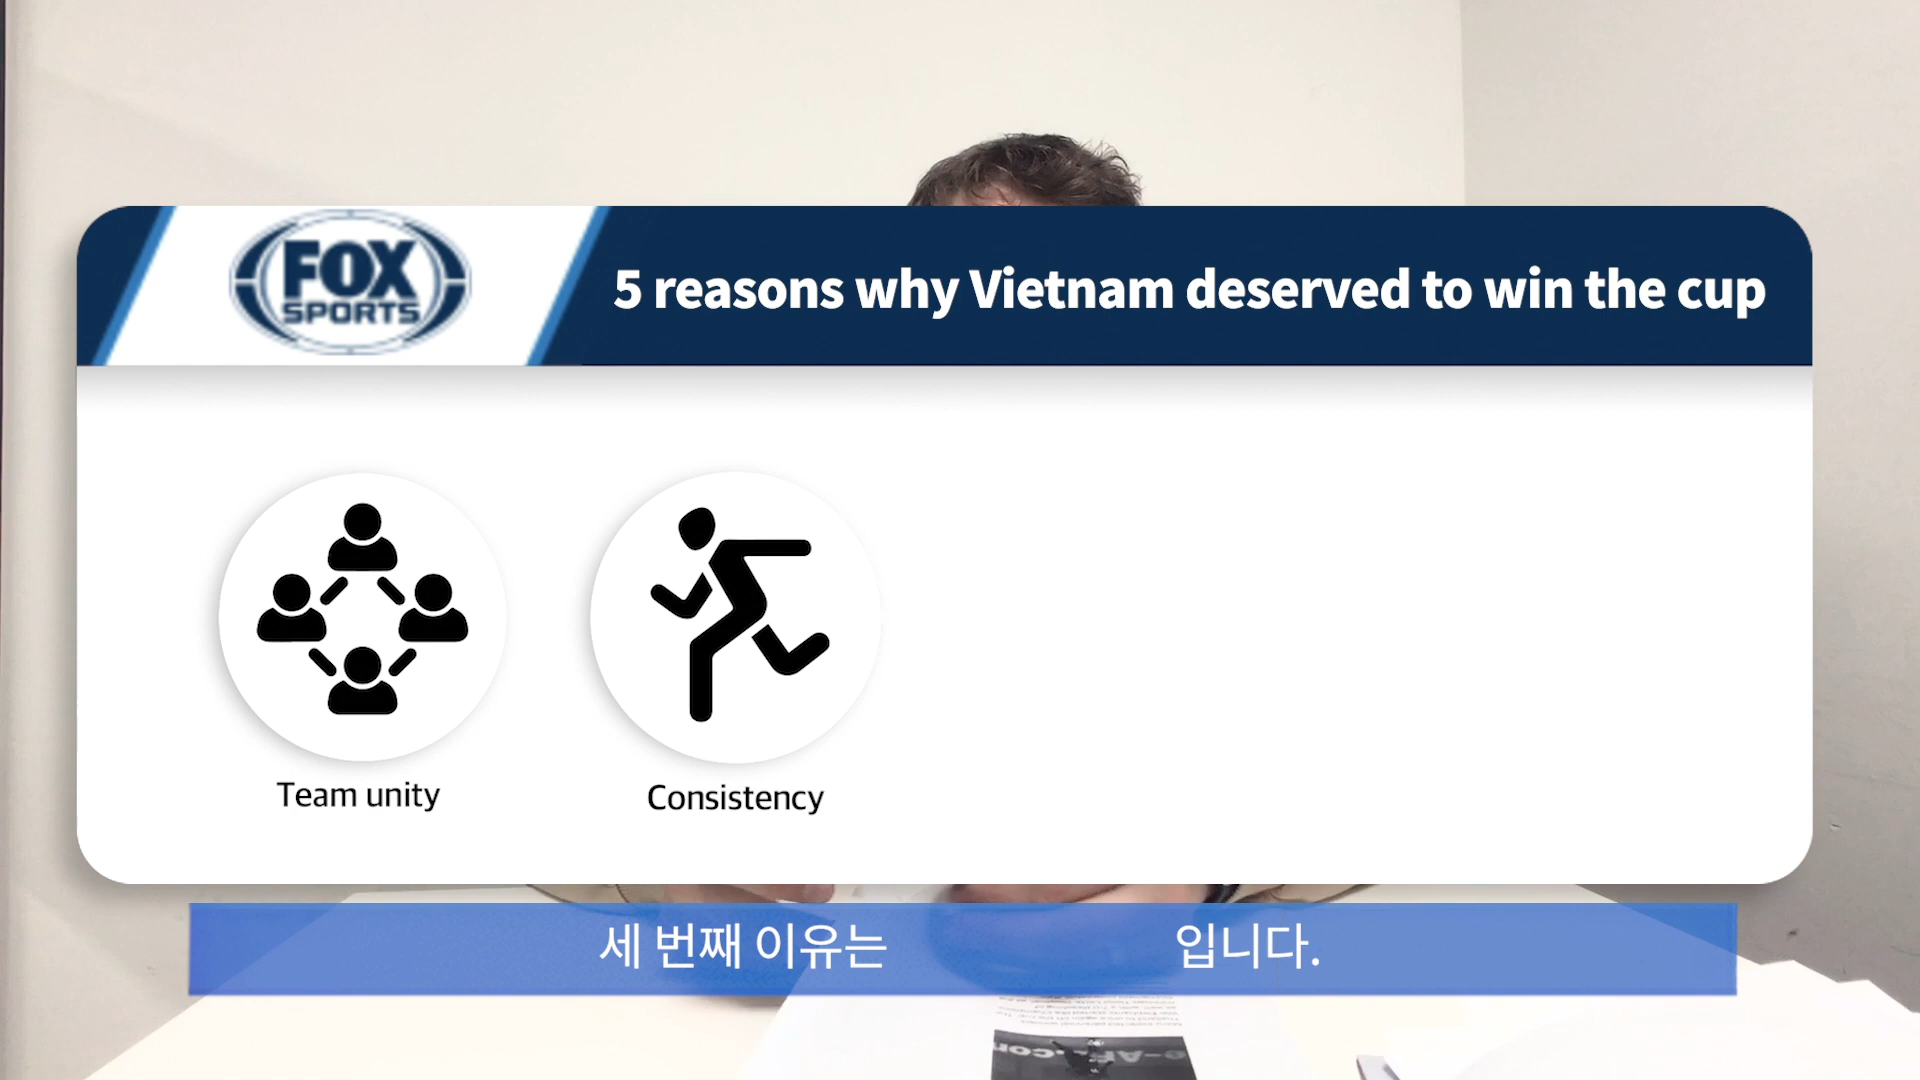 FOX
SPORTS
5 reasons why Vietnam deserved to win the cup
Team unity
Consistency
세 번째 이유는 입니다.